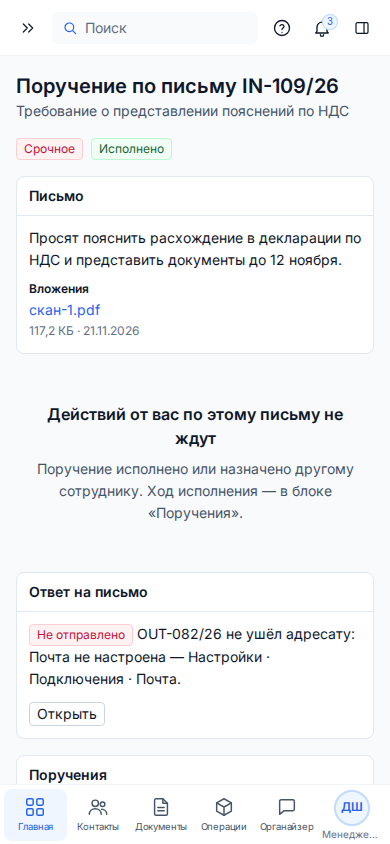 Поиск
3
Поручение по письму IN-109/26
Требование о представлении пояснений по НДС
Срочное Исполнено
Письмо
Просят пояснить расхождение в декларации по
НДС и представить документы до 12 ноября.
Вложения
скан-1.pdf
117,2 КБ · 21.11.2026
Действий от вас по этому письму не
ждут
Поручение исполнено или назначено другому
сотруднику. Ход исполнения — в блоке
«Поручения».
Ответ на письмо
Не отправлено OUT-082/26 не ушёл адресату:
Почта не настроена — Настройки ·
Подключения · Почта.
Открыть
Поручения
ДШ
Главная Контакты Документы Операции Органайзер Менедже...